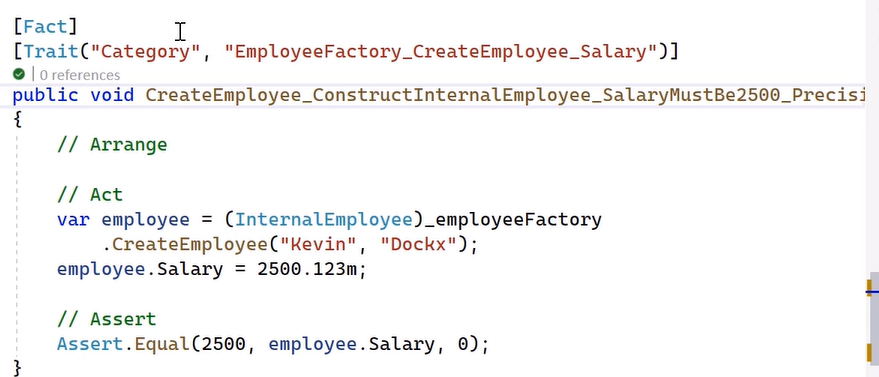 [Fact]
[Trait("Category", "EmployeeFactory_CreateEmployee_Salary")]
0 references
public void CreateEmployee_ConstructInternalEmployee_SalaryMustBe2500_Precisi
{
// Arrange
// Act
var employee = (InternalEmployee)_employeeFactory
.CreateEmployee("Kevin", "Dockx");
employee.Salary = 2500.123m;
// Assert
Assert.Equal(2500, employee.Salary, 0);
}